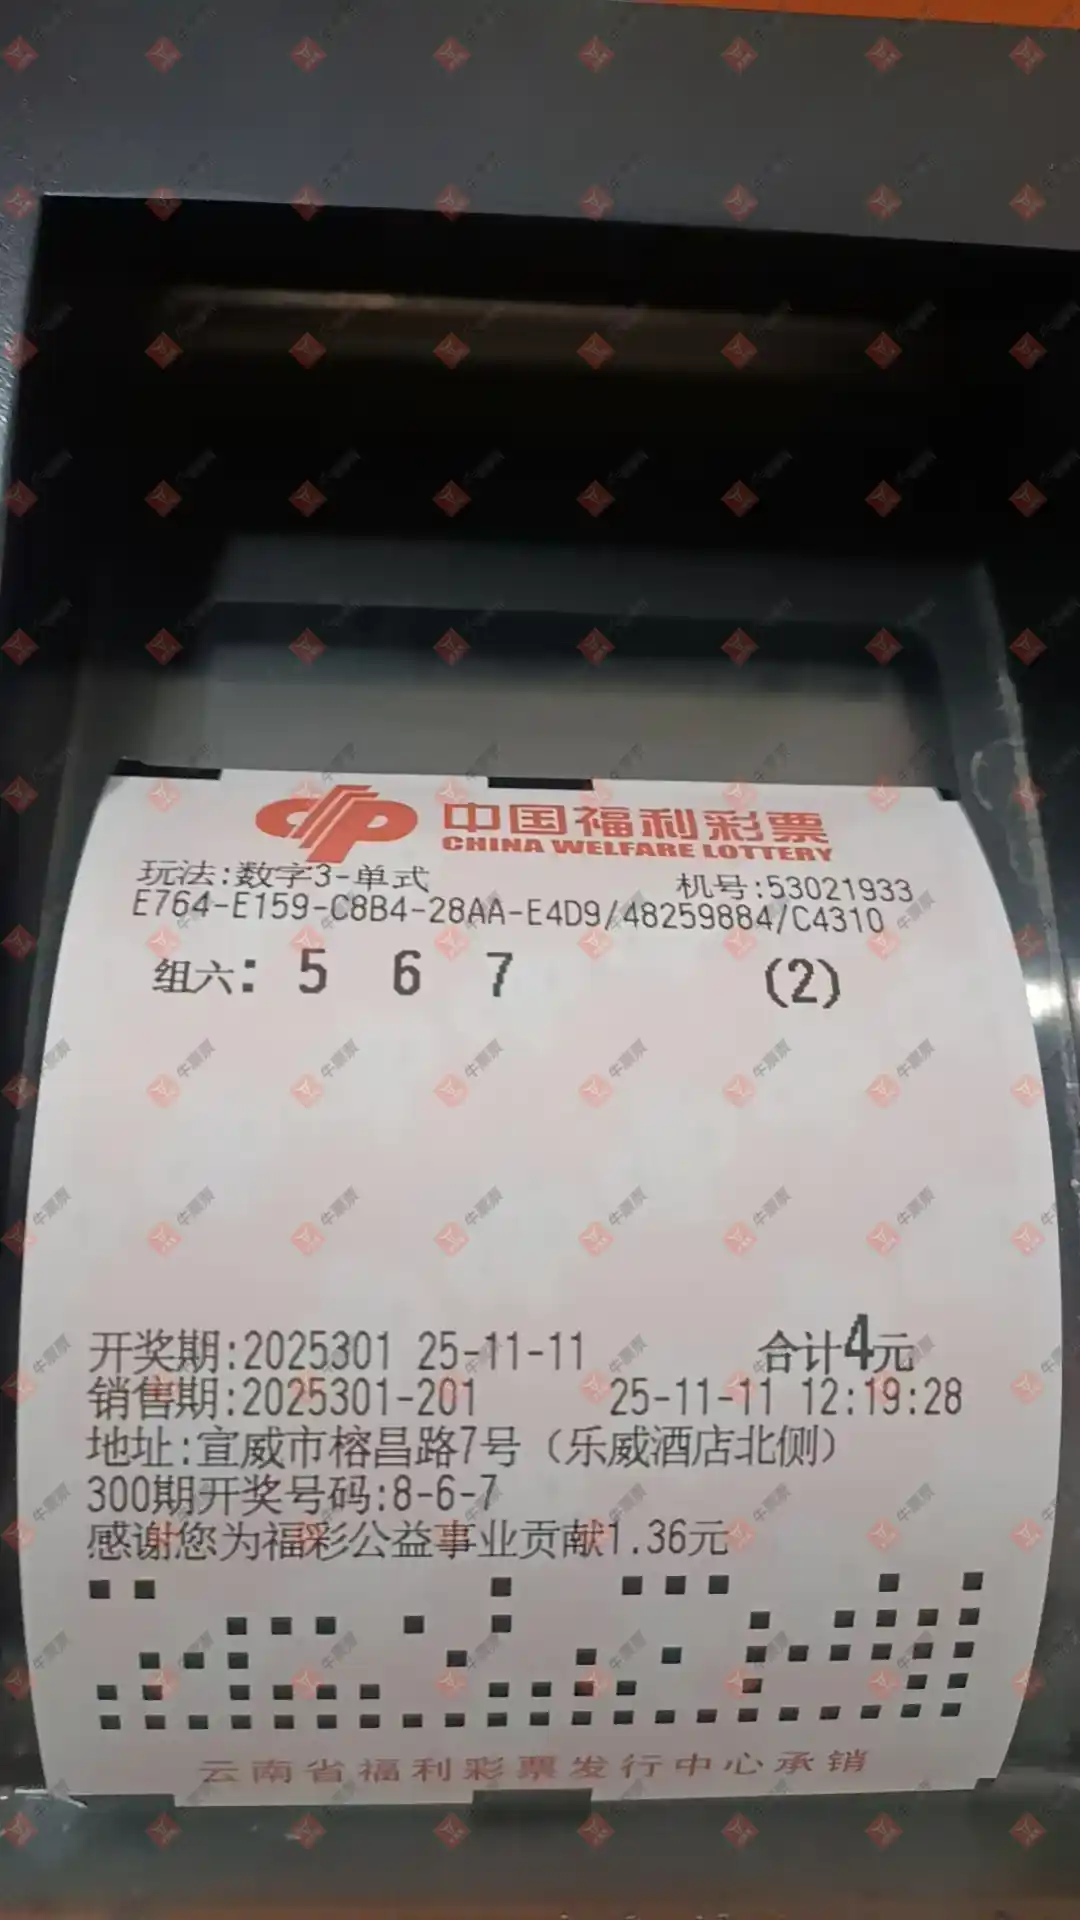 中国福利彩票
CHINA WELFARE LOTTERY
玩法:数字3-单式 机号:53021933
E764-E159-C8B4-28AA-E4D9/48259884/C4310
组六: 5 6 7 (2)
开奖期:2025301 25-11-11 合计4元
销售期:2025301-201 25-11-11 12:19:28
地址:宣威市榕昌路7号（乐威酒店北侧）
300期开奖号码:8-6-7
感谢您为福彩公益事业贡献1.36元
云南省福利彩票发行中心承销
牛票票